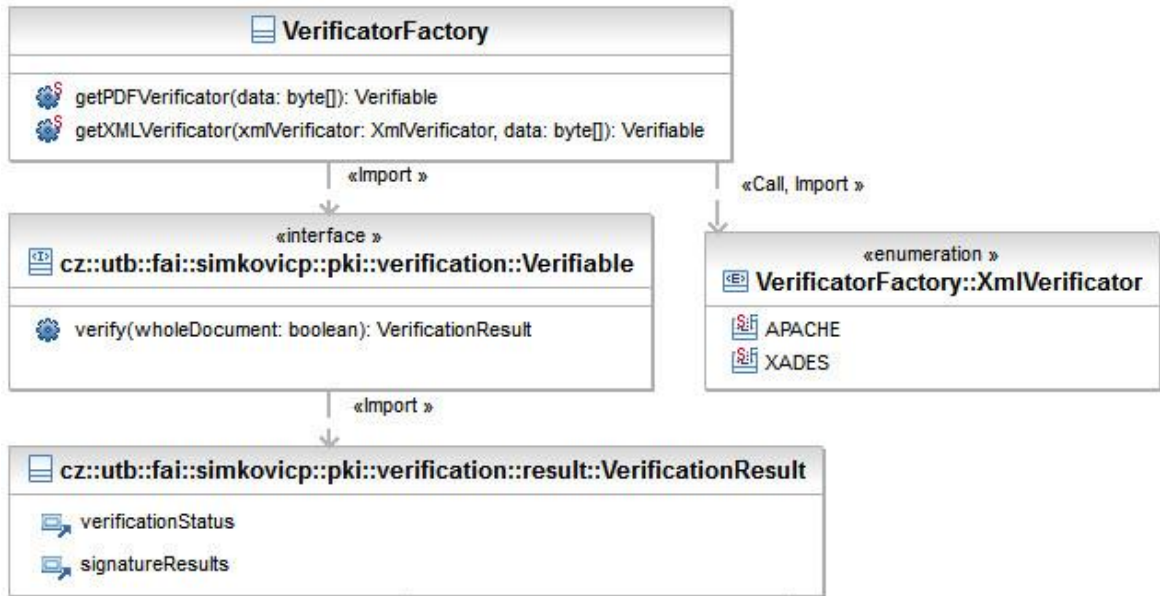 VerificatorFactory
getPDFVerificator(data: byte[]): Verifiable
getXMLVerificator(xmlVerificator: XmlVerificator, data: byte[]): Verifiable
«Import »
«Call, Import »
«interface »
cz::utb::fai::simkovicp::pki::verification::Verifiable
verify(wholeDocument: boolean): VerificationResult
«enumeration »
VerificatorFactory::XmlVerificator
APACHE
XADES
«Import »
cz::utb::fai::simkovicp::pki::verification::result::VerificationResult
verificationStatus
signatureResults